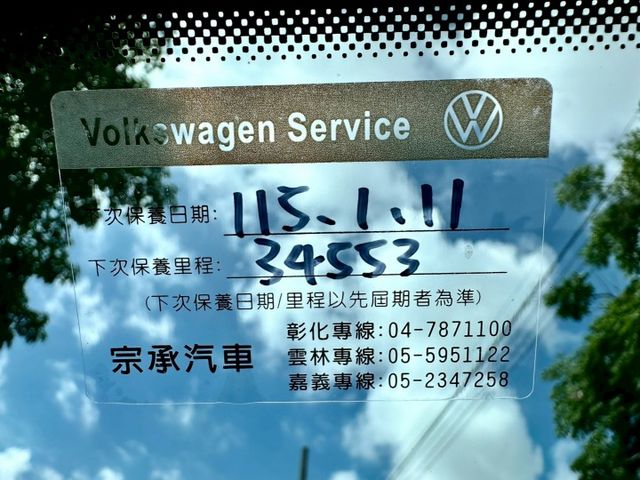 Volkswagen Service
下次保養日期: 115.1.11
下次保養里程: 34553
(下次保養日期/里程以先屆期者為準)
宗承汽車
彰化專線:04-7871100
雲林專線:05-5951122
嘉義專線:05-2347258